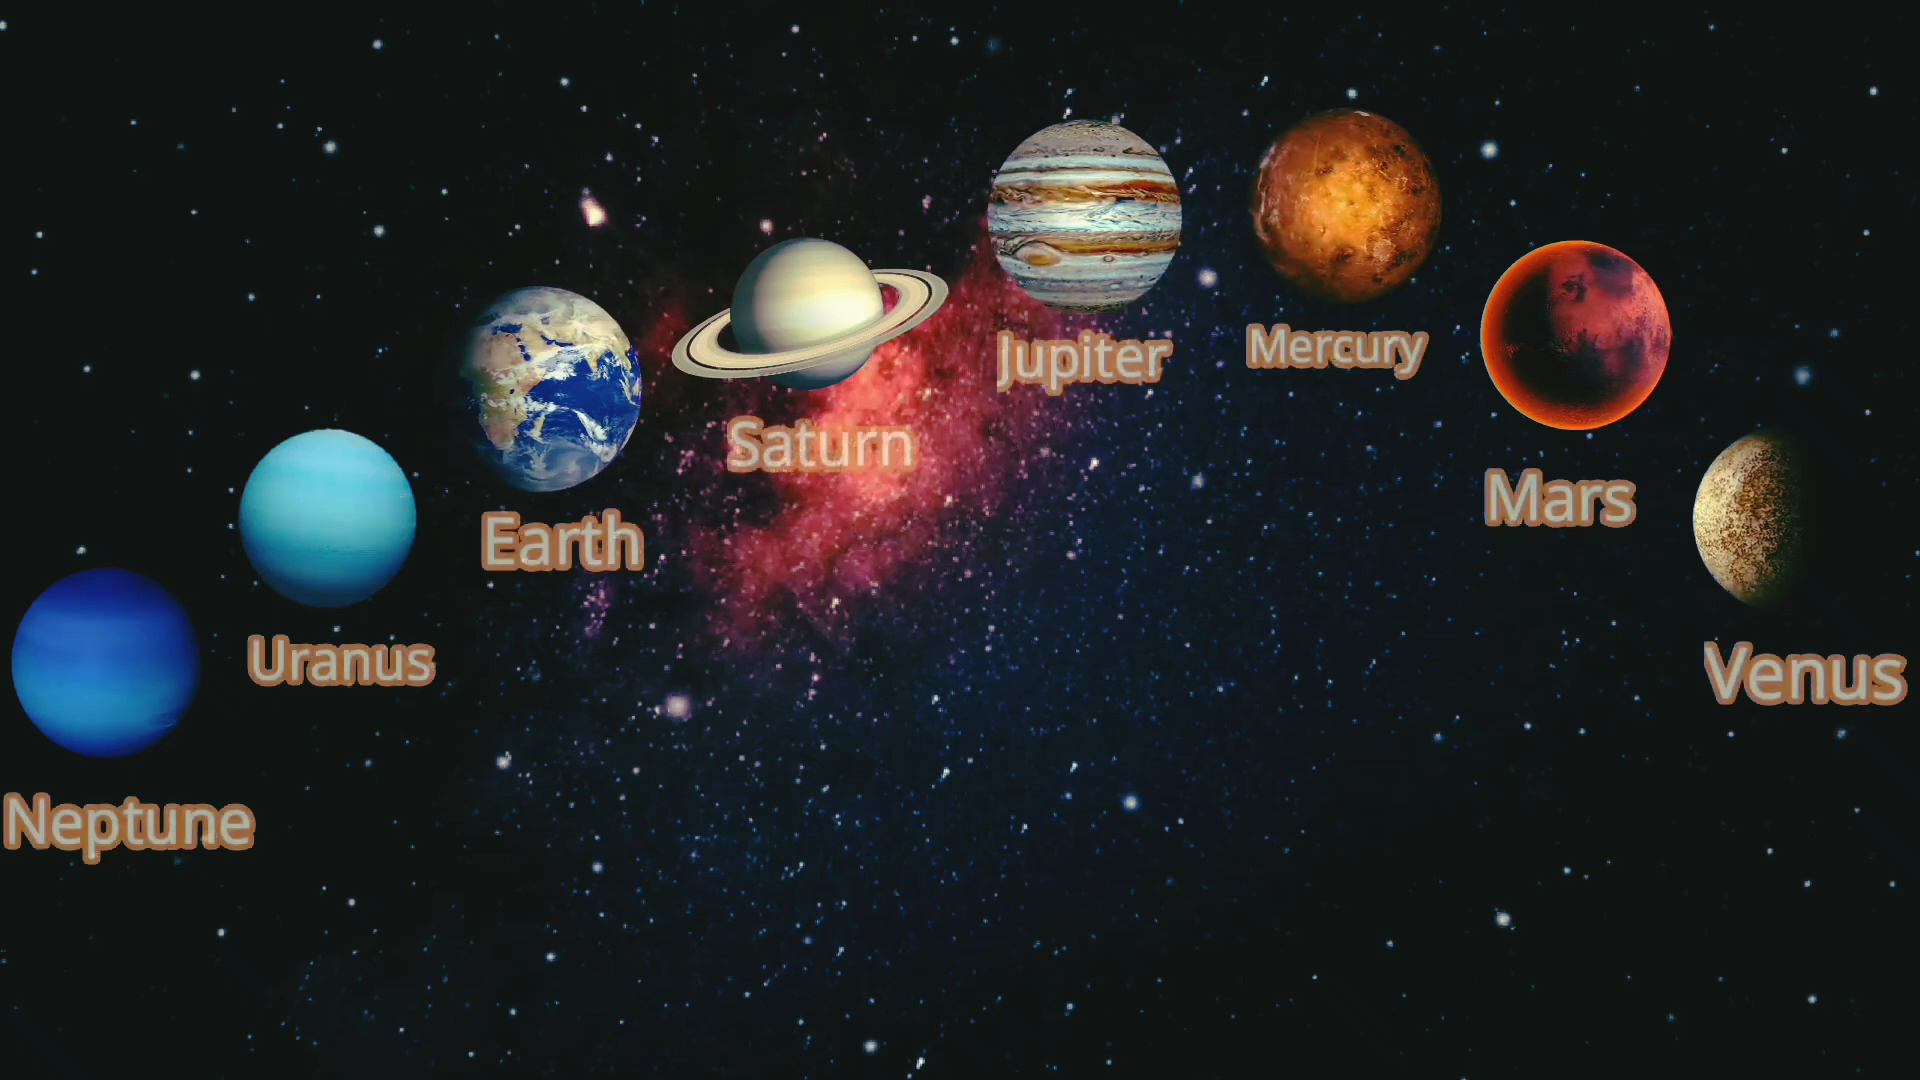 Neptune
Uranus
Earth
Saturn
Jupiter
Mercury
Mars
Venus